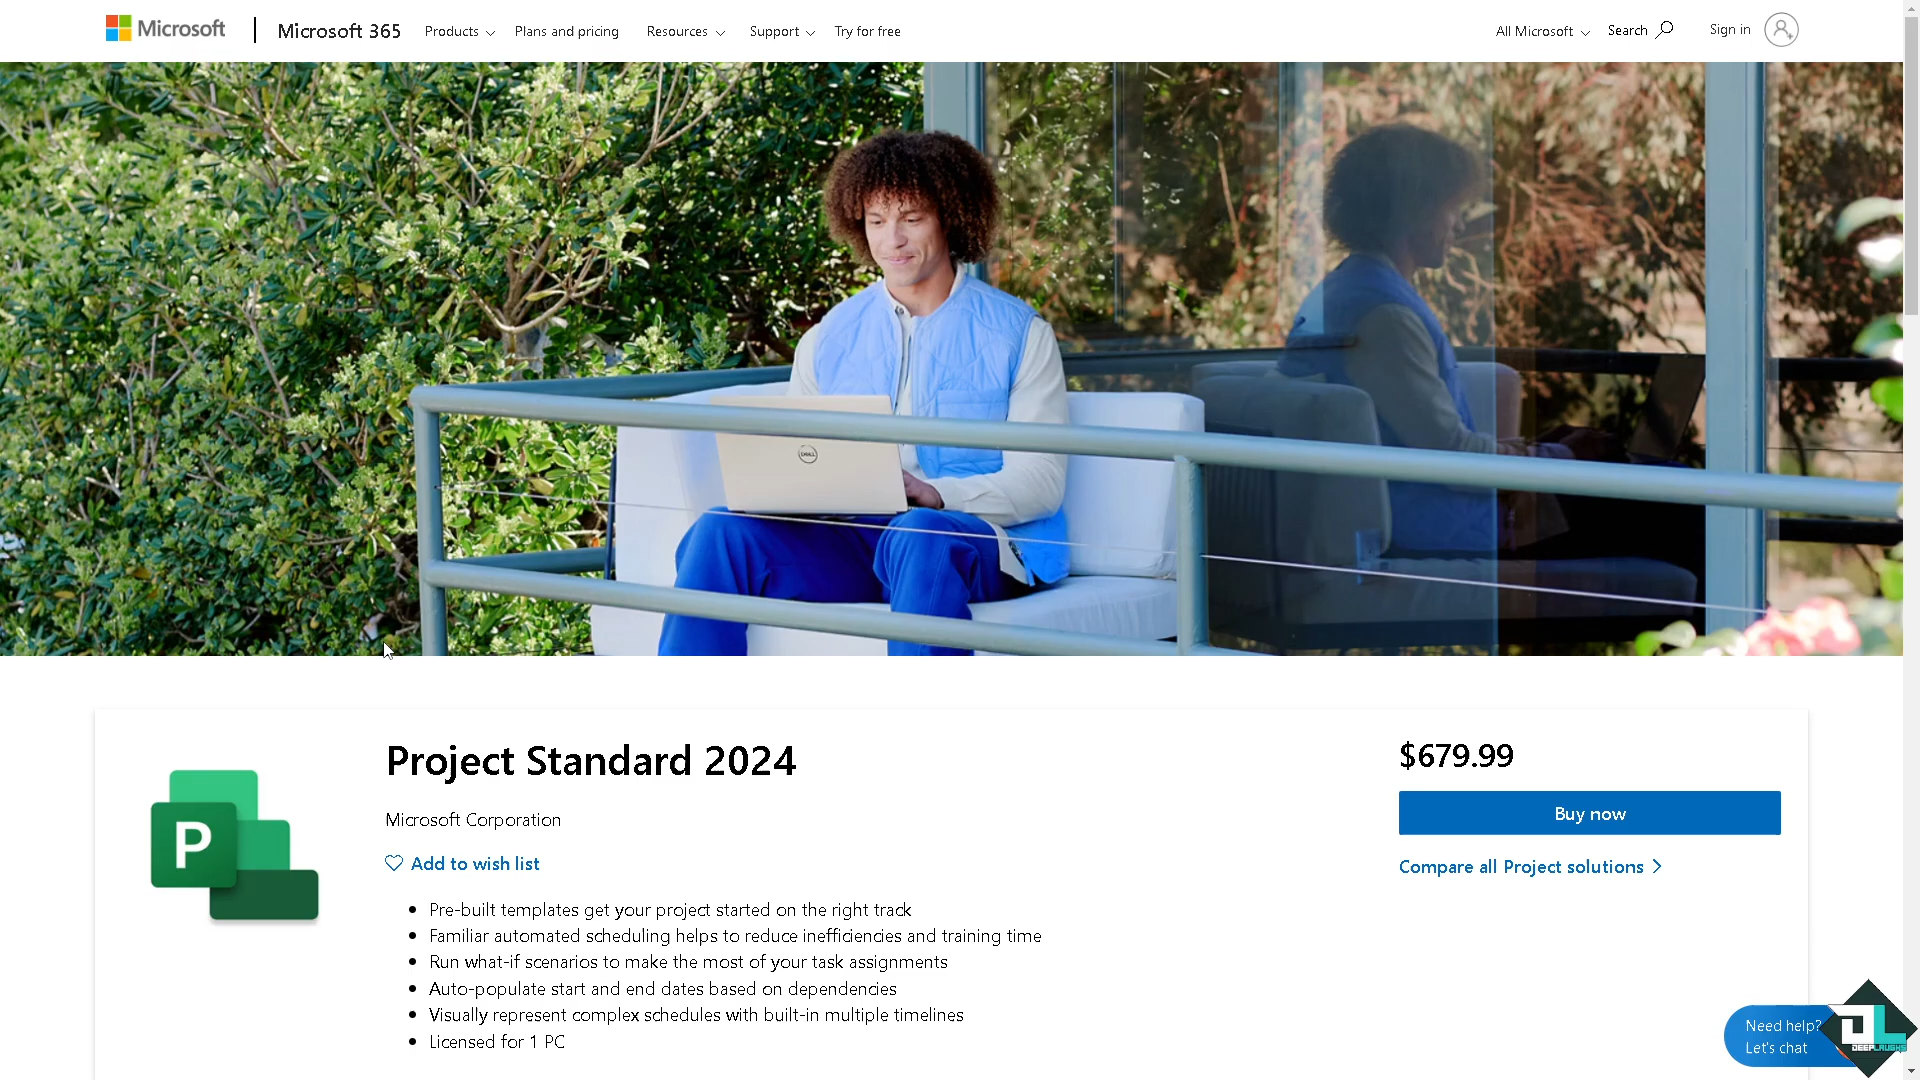 Microsoft
Microsoft 365
Products
Plans and pricing
Resources
Support
Try for free
All Microsoft
Search
Sign in
DELL
Project Standard 2024
$679.99
Microsoft Corporation
Buy now
Add to wish list
Compare all Project solutions
P
• Pre-built templates get your project started on the right track
• Familiar automated scheduling helps to reduce inefficiencies and training time
• Run what-if scenarios to make the most of your task assignments
• Auto-populate start and end dates based on dependencies
• Visually represent complex schedules with built-in multiple timelines
• Licensed for 1 PC
Need help?
Let's chat
DEEPLAUGHS